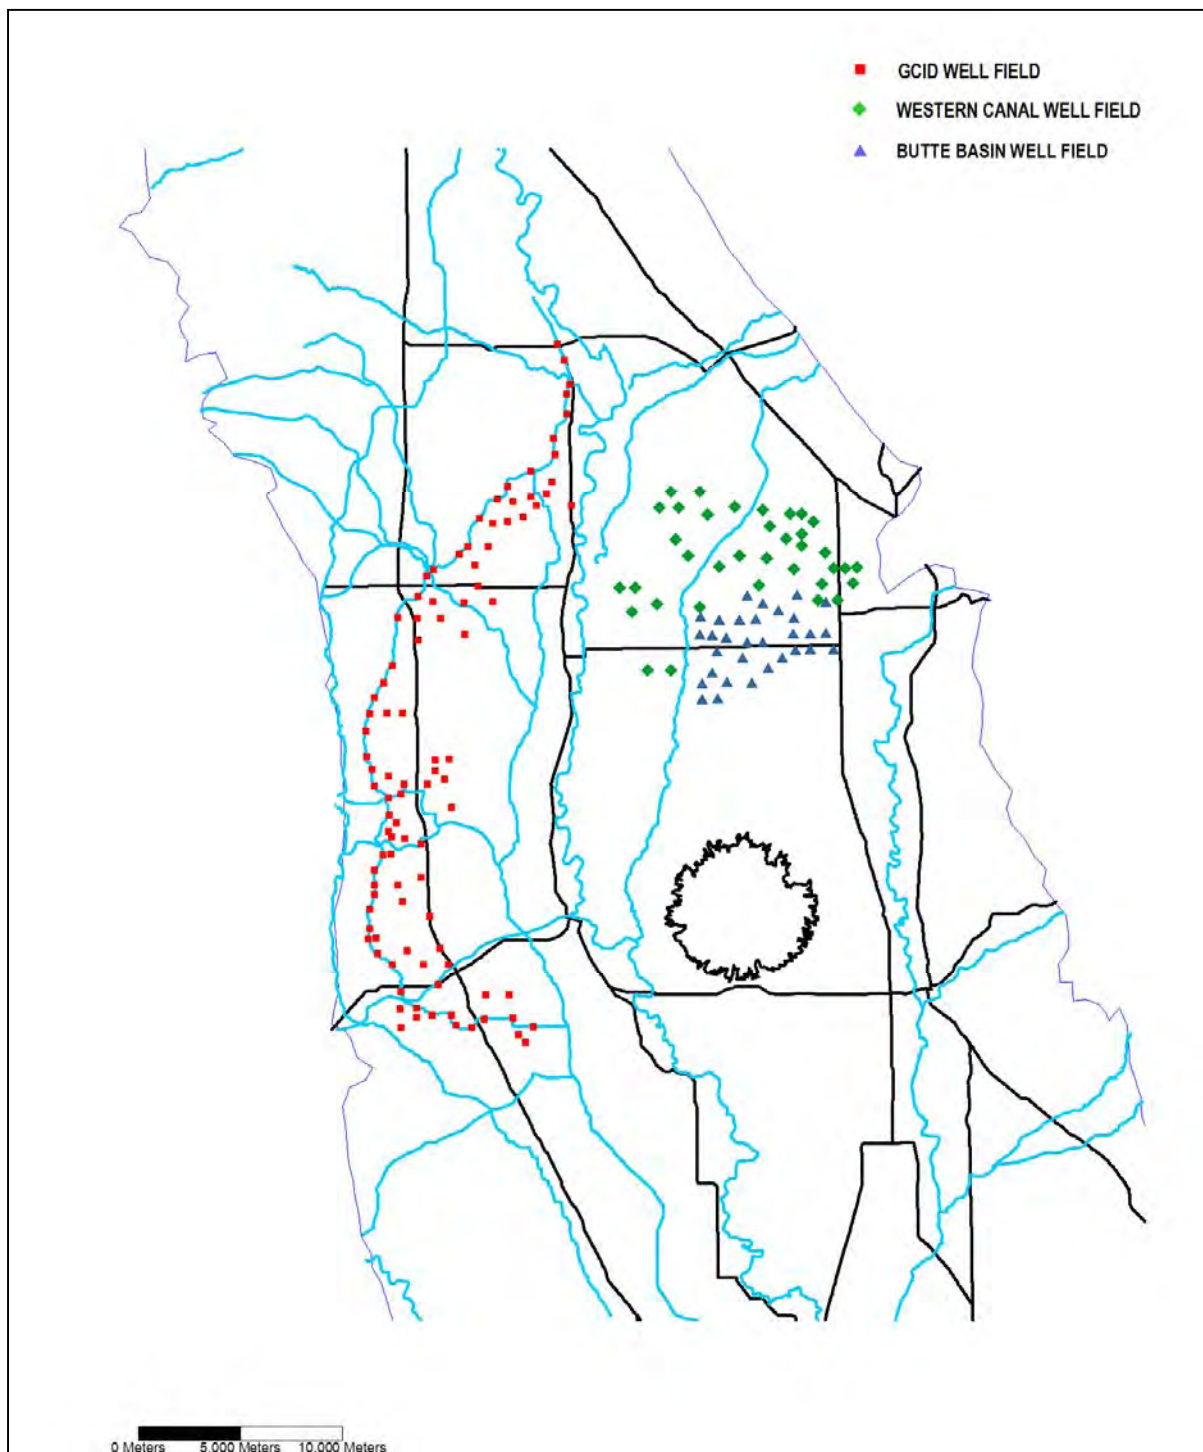 GCID WELL FIELD
WESTERN CANAL WELL FIELD
BUTTE BASIN WELL FIELD
0 Meters 5,000 Meters 10,000 Meters